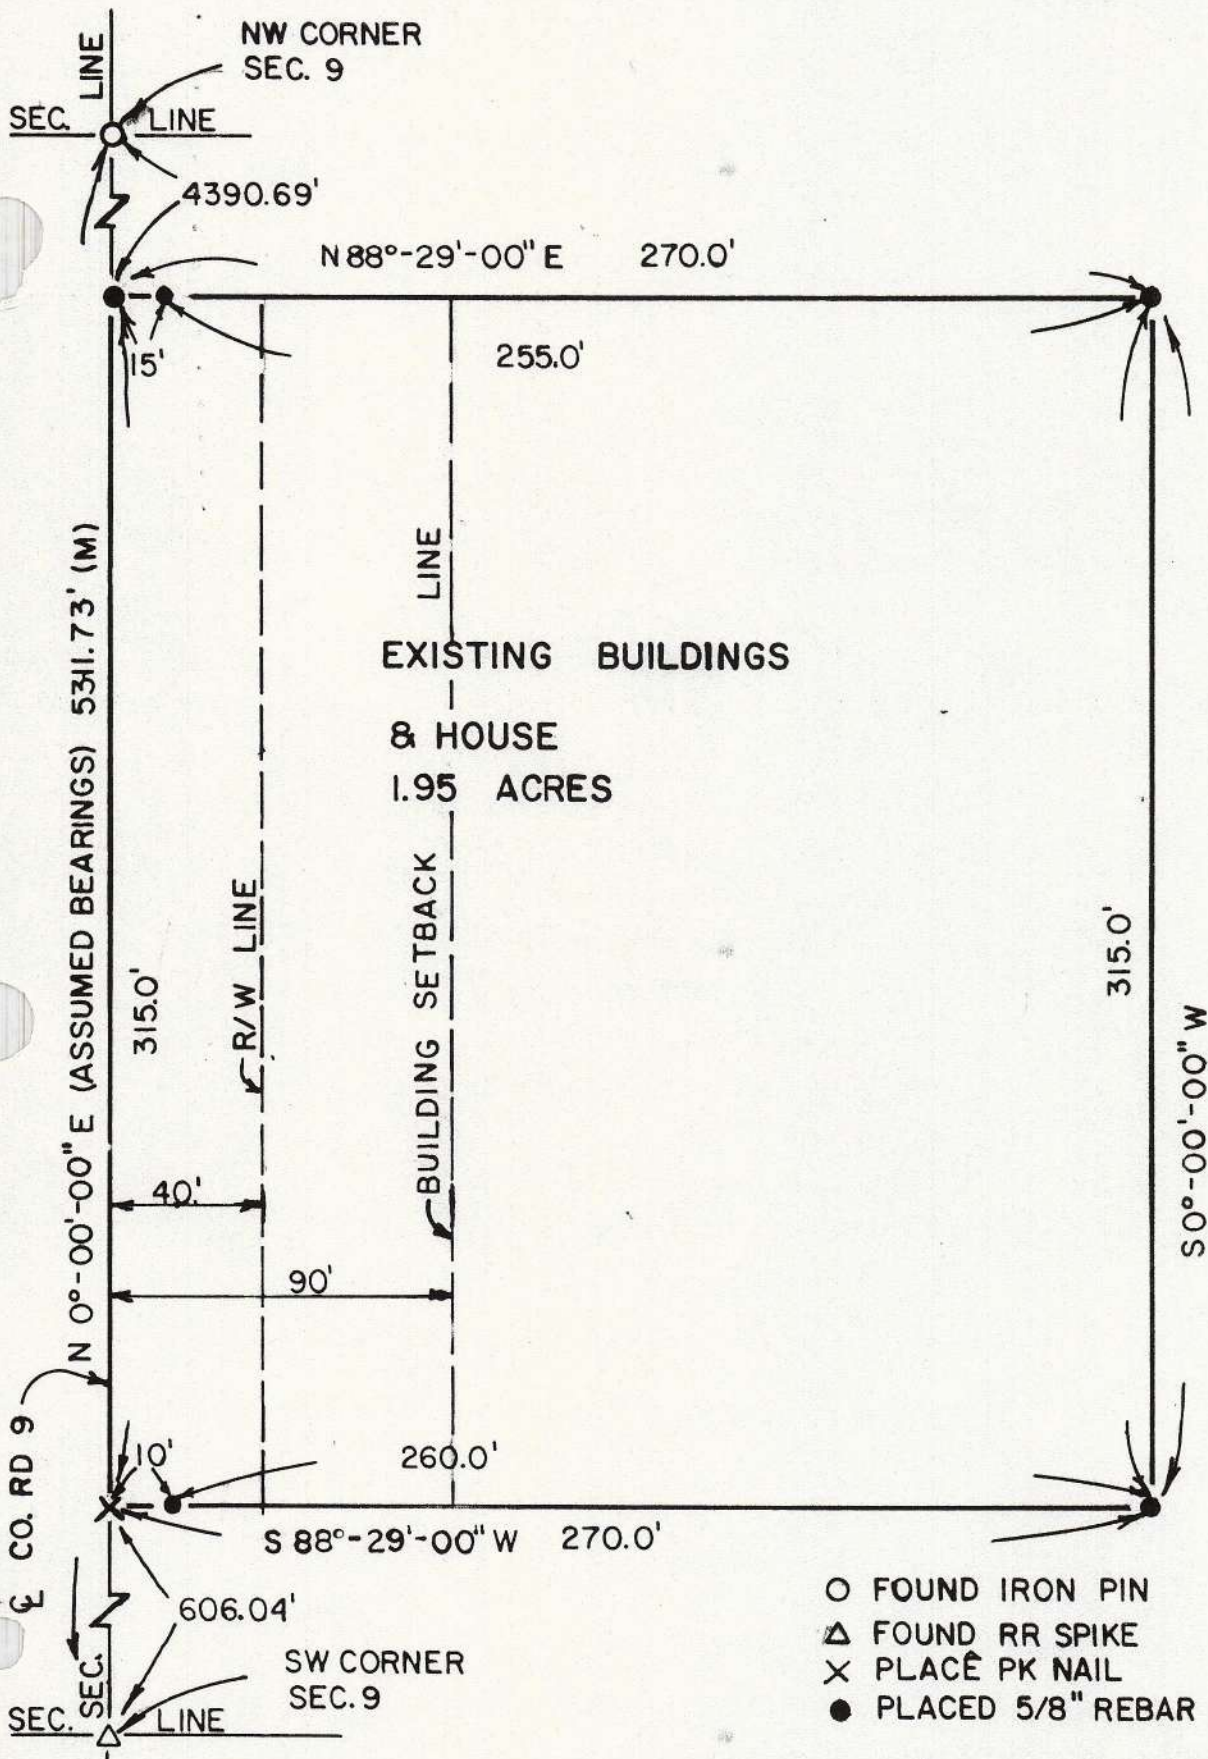 NW CORNER
SEC. 9
LINE
SEC. LINE
4390.69'
N 88°-29'-00" E 270.0'
15'
255.0'
N 0°-00'-00" E (ASSUMED BEARINGS) 5311.73' (M)
315.0'
R/W LINE
BUILDING SETBACK LINE
EXISTING BUILDINGS
& HOUSE
1.95 ACRES
315.0'
S 0°-00'-00" W
40'
90'
℄ CO. RD 9
10'
260.0'
S 88°-29'-00" W 270.0'
606.04'
SW CORNER
SEC. 9
SEC.
SEC. LINE
○ FOUND IRON PIN
△ FOUND RR SPIKE
× PLACE PK NAIL
● PLACED 5/8" REBAR